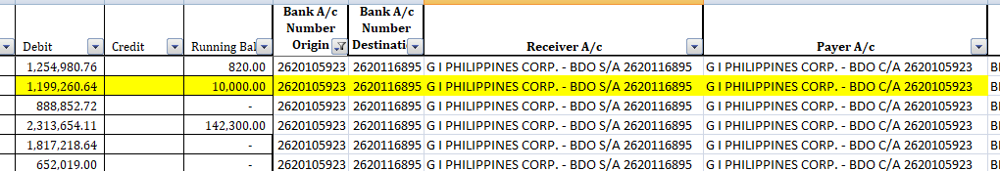 Debit Credit Running Bal Bank A/c Number Origin Bank A/c Number Destinati Receiver A/c Payer A/c
1,254,980.76 820.00 2620105923 2620116895 G I PHILIPPINES CORP. - BDO S/A 2620116895 G I PHILIPPINES CORP. - BDO C/A 2620105923 B
1,199,260.64 10,000.00 2620105923 2620116895 G I PHILIPPINES CORP. - BDO S/A 2620116895 G I PHILIPPINES CORP. - BDO C/A 2620105923 B
888,852.72 - 2620105923 2620116895 G I PHILIPPINES CORP. - BDO S/A 2620116895 G I PHILIPPINES CORP. - BDO C/A 2620105923 B
2,313,654.11 142,300.00 2620105923 2620116895 G I PHILIPPINES CORP. - BDO S/A 2620116895 G I PHILIPPINES CORP. - BDO C/A 2620105923 B
1,817,218.64 - 2620105923 2620116895 G I PHILIPPINES CORP. - BDO S/A 2620116895 G I PHILIPPINES CORP. - BDO C/A 2620105923 B
652,019.00 - 2620105923 2620116895 G I PHILIPPINES CORP. - BDO S/A 2620116895 G I PHILIPPINES CORP. - BDO C/A 2620105923 B